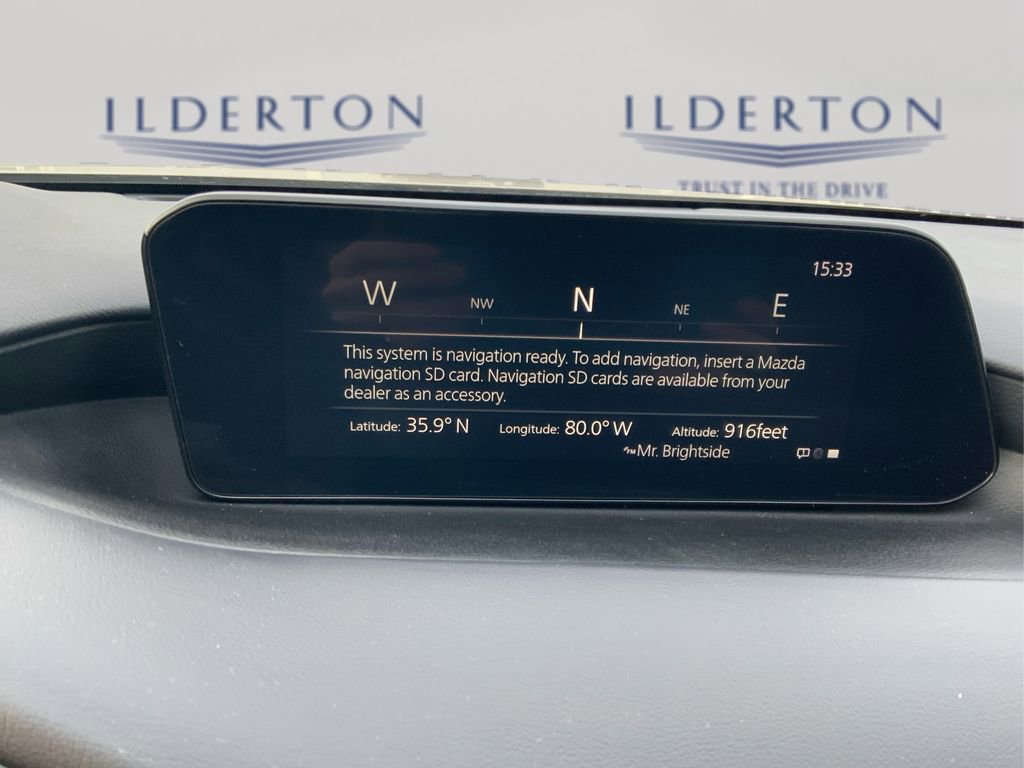 ILDERTON ILDERTON
TRUST IN THE DRIVE
15:33
W NW N NE E
This system is navigation ready. To add navigation, insert a Mazda
navigation SD card. Navigation SD cards are available from your
dealer as an accessory.
Latitude: 35.9° N Longitude: 80.0° W Altitude: 916feet
FM Mr. Brightside